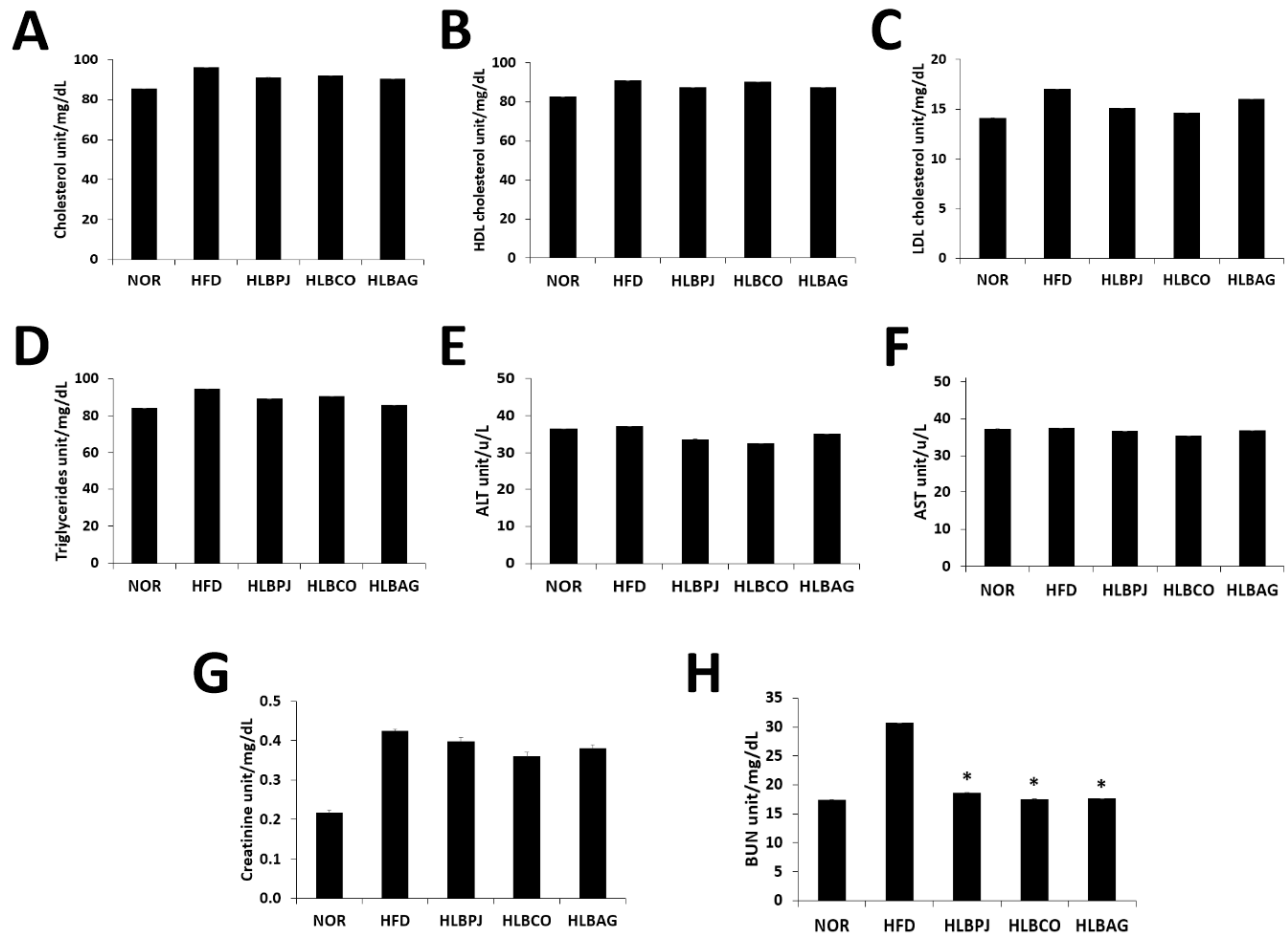 A
Cholesterol unit/mg/dL
100
80
60
40
20
0
NOR HFD HLBPJ HLBCO HLBAG
B
HDL cholesterol unit/mg/dL
100
80
60
40
20
0
NOR HFD HLBPJ HLBCO HLBAG
C
LDL cholesterol unit/mg/dL
20
15
10
5
0
NOR HFD HLBPJ HLBCO HLBAG
D
Triglycerides unit/mg/dL
100
80
60
40
20
0
NOR HFD HLBPJ HLBCO HLBAG
E
ALT unit/u/L
50
40
30
20
10
0
NOR HFD HLBPJ HLBCO HLBAG
F
AST unit/u/L
50
40
30
20
10
0
NOR HFD HLBPJ HLBCO HLBAG
G
Creatinine unit/mg/dL
0.5
0.4
0.3
0.2
0.1
0.0
NOR HFD HLBPJ HLBCO HLBAG
H
BUN unit/mg/dL
35
30
25
20
15
10
5
0
* * *
NOR HFD HLBPJ HLBCO HLBAG